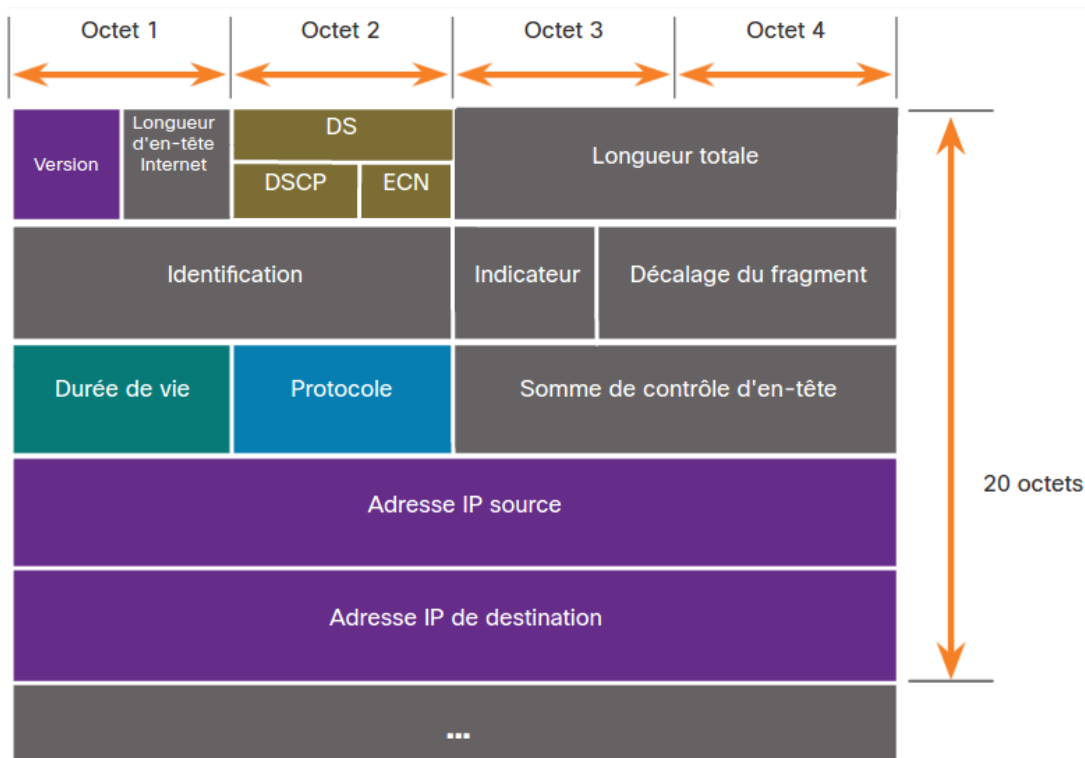 Octet 1
Octet 2
Octet 3
Octet 4
Version
Longueur
d'en-tête
Internet
DS
DSCP
ECN
Longueur totale
Identification
Indicateur
Décalage du fragment
Durée de vie
Protocole
Somme de contrôle d'en-tête
Adresse IP source
20 octets
Adresse IP de destination
...